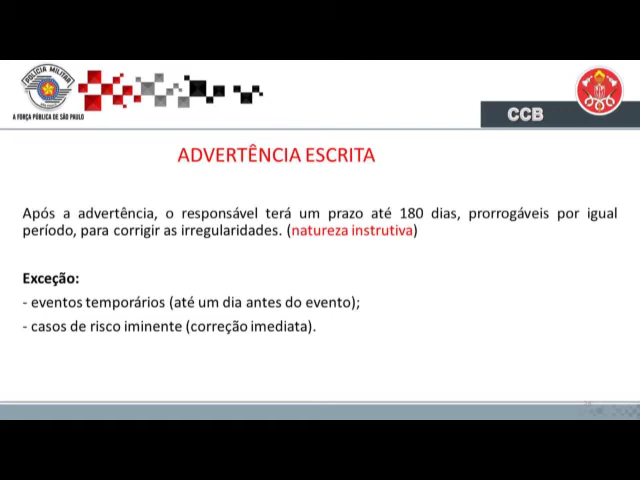 POLÍCIA MILITAR
A FORÇA PÚBLICA DE SÃO PAULO
CCB
ADVERTÊNCIA ESCRITA
Após a advertência, o responsável terá um prazo até 180 dias, prorrogáveis por igual
período, para corrigir as irregularidades. (natureza instrutiva)
Exceção:
- eventos temporários (até um dia antes do evento);
- casos de risco iminente (correção imediata).